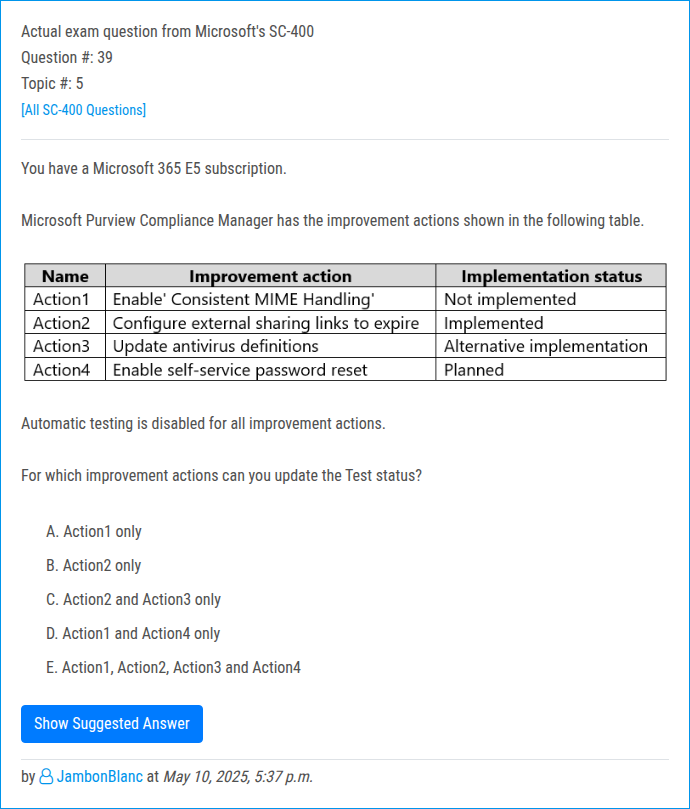 Actual exam question from Microsoft's SC-400
Question #: 39
Topic #: 5
[All SC-400 Questions]
You have a Microsoft 365 E5 subscription.
Microsoft Purview Compliance Manager has the improvement actions shown in the following table.
Name Improvement action Implementation status
Action1 Enable' Consistent MIME Handling' Not implemented
Action2 Configure external sharing links to expire Implemented
Action3 Update antivirus definitions Alternative implementation
Action4 Enable self-service password reset Planned
Automatic testing is disabled for all improvement actions.
For which improvement actions can you update the Test status?
A. Action1 only
B. Action2 only
C. Action2 and Action3 only
D. Action1 and Action4 only
E. Action1, Action2, Action3 and Action4
Show Suggested Answer
by JambonBlanc at May 10, 2025, 5:37 p.m.